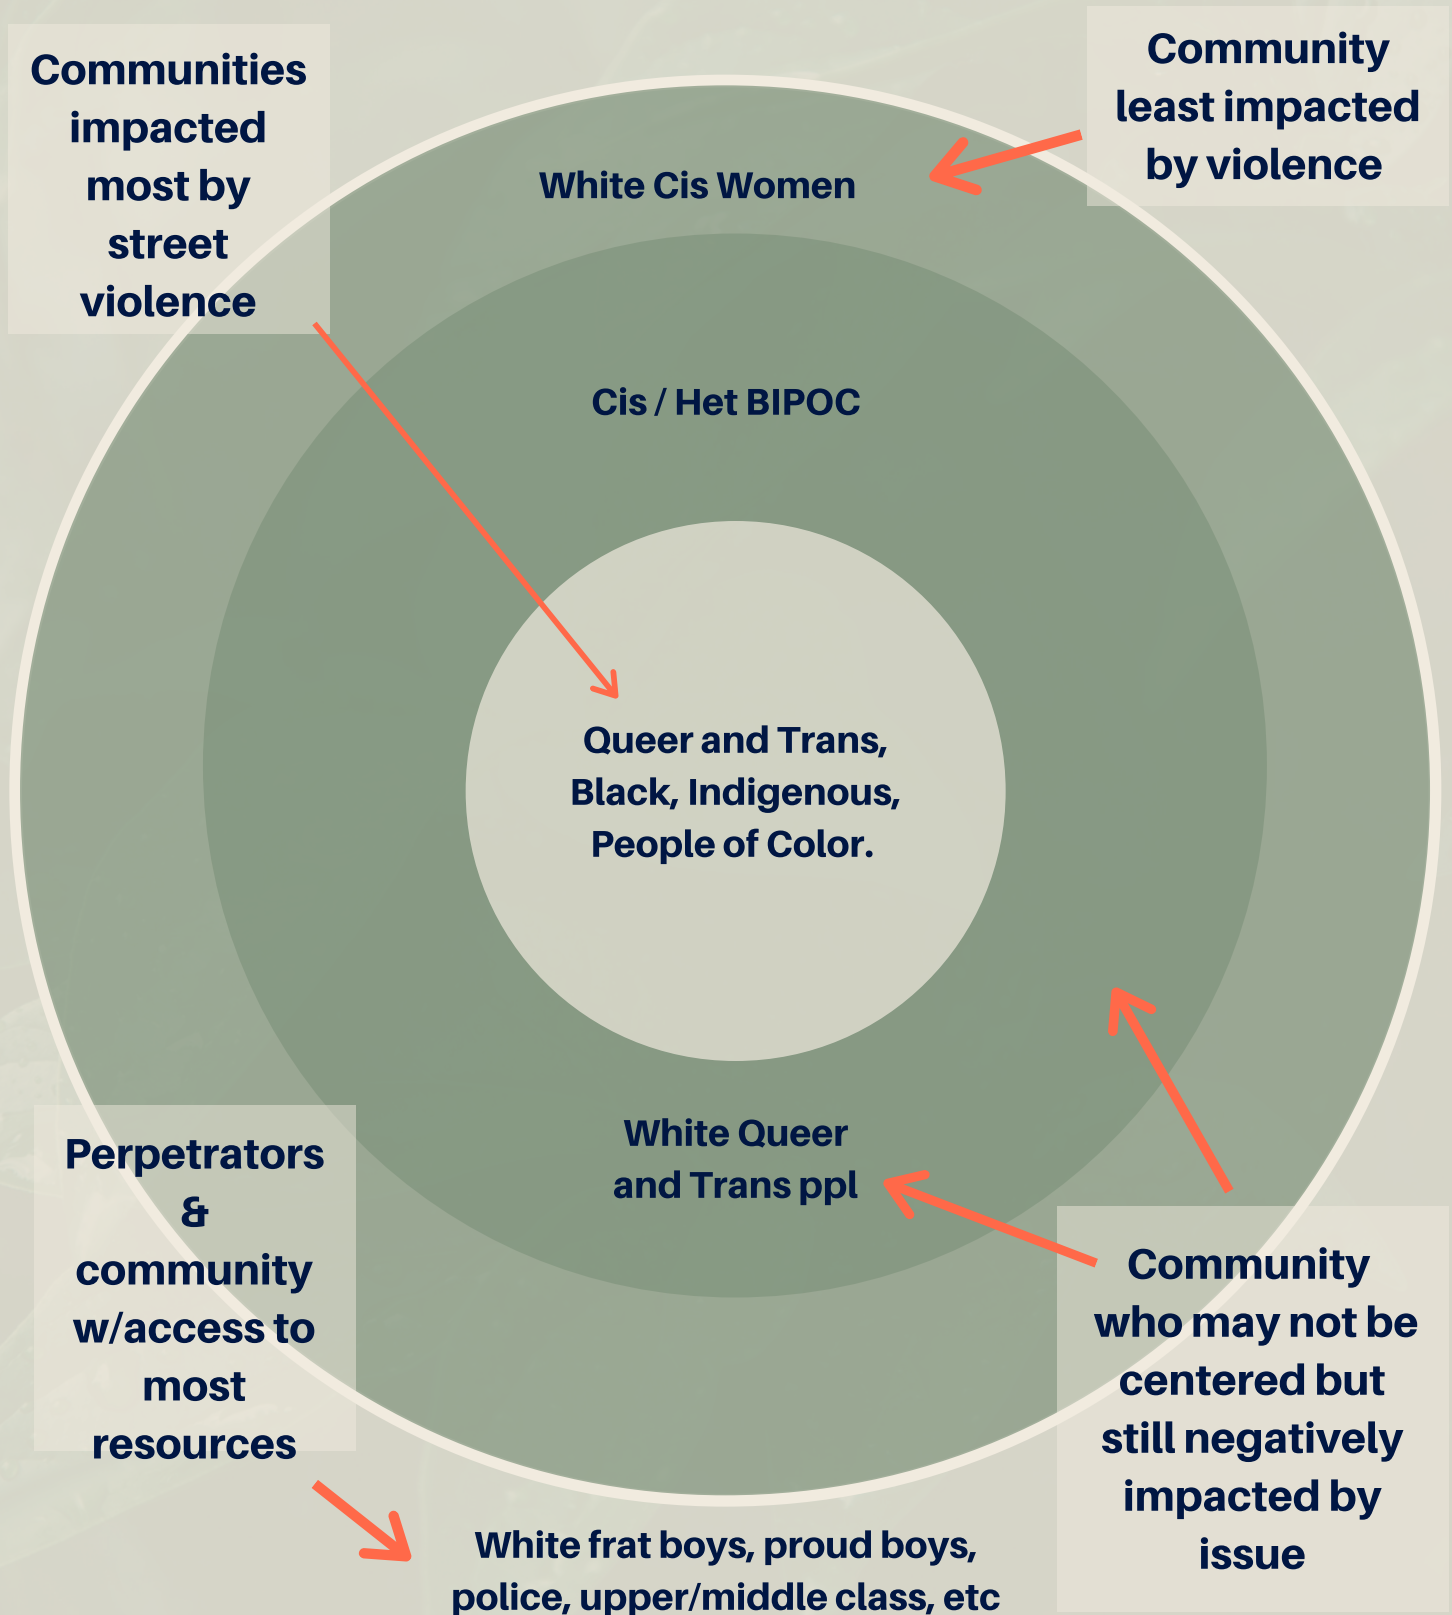 Communities
impacted
most by
street
violence
Community
least impacted
by violence
White Cis Women
Cis / Het BIPOC
Queer and Trans,
Black, Indigenous,
People of Color.
White Queer
and Trans ppl
Perpetrators
&
community
w/access to
most
resources
Community
who may not be
centered but
still negatively
impacted by
issue
White frat boys, proud boys,
police, upper/middle class, etc